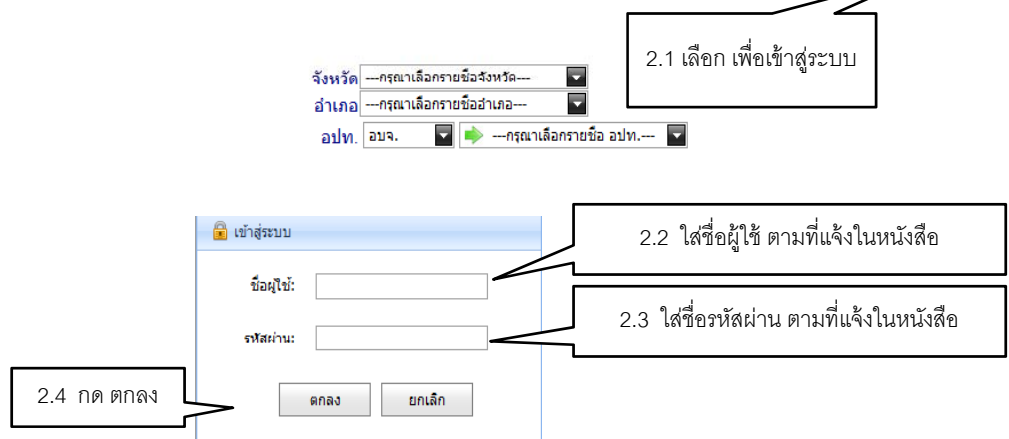 2.1 เลือก เพื่อเข้าสู่ระบบ
จังหวัด ---กรุณาเลือกรายชื่อจังหวัด---
อำเภอ ---กรุณาเลือกรายชื่ออำเภอ---
อปท. อบจ. ---กรุณาเลือกรายชื่อ อปท.---
เข้าสู่ระบบ
2.2 ใส่ชื่อผู้ใช้ ตามที่แจ้งในหนังสือ
ชื่อผู้ใช้:
2.3 ใส่ชื่อรหัสผ่าน ตามที่แจ้งในหนังสือ
รหัสผ่าน:
2.4 กด ตกลง
ตกลง ยกเลิก